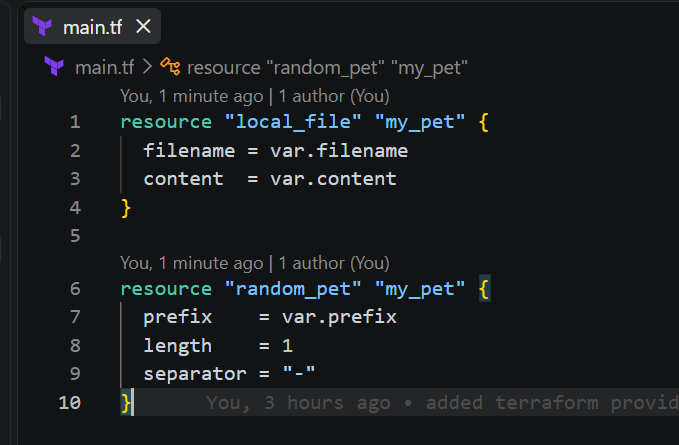 main.tf
main.tf > resource "random_pet" "my_pet"
You, 1 minute ago | 1 author (You)
1 resource "local_file" "my_pet" {
2   filename = var.filename
3   content  = var.content
4 }
5
You, 1 minute ago | 1 author (You)
6 resource "random_pet" "my_pet" {
7   prefix    = var.prefix
8   length    = 1
9   separator = "-"
10 } You, 3 hours ago • added terraform provid